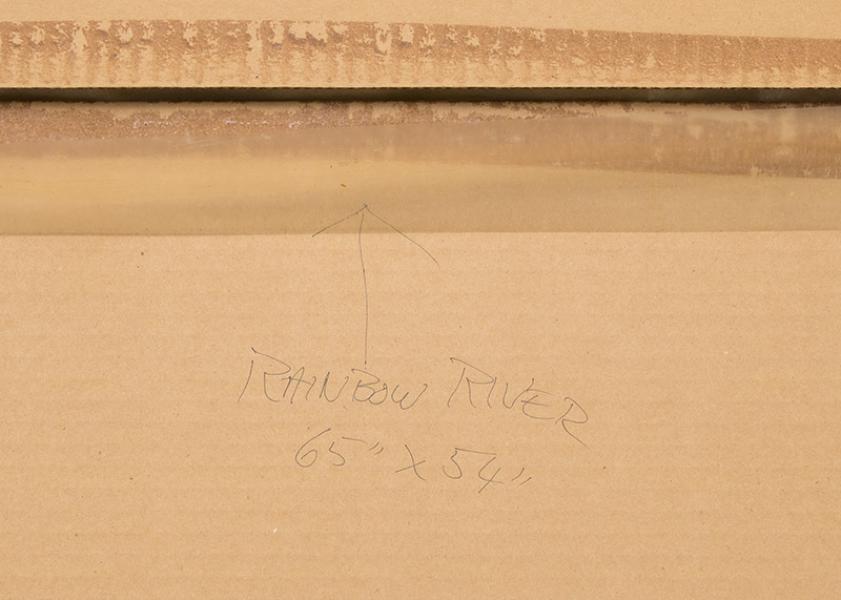 RAINBOW RIVER
65" X 54"